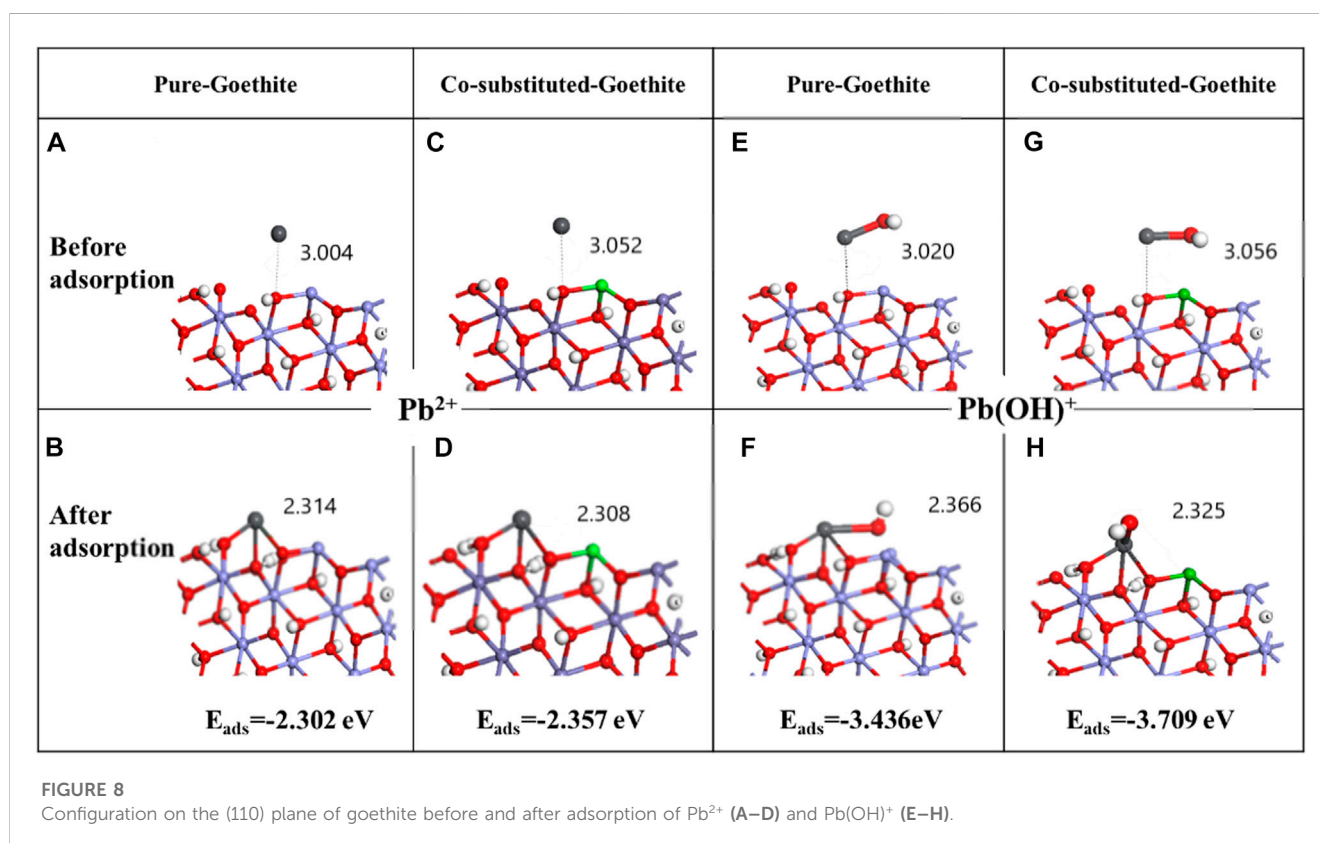 Pure-Goethite
Co-substituted-Goethite
Pure-Goethite
Co-substituted-Goethite
A
C
E
G
Before
adsorption
3.004
3.052
3.020
3.056
Pb²⁺
Pb(OH)⁺
B
D
F
H
After
adsorption
2.314
2.308
2.366
2.325
Eads=-2.302 eV
Eads=-2.357 eV
Eads=-3.436eV
Eads=-3.709 eV
FIGURE 8
Configuration on the (110) plane of goethite before and after adsorption of Pb²⁺ (A–D) and Pb(OH)⁺ (E–H).